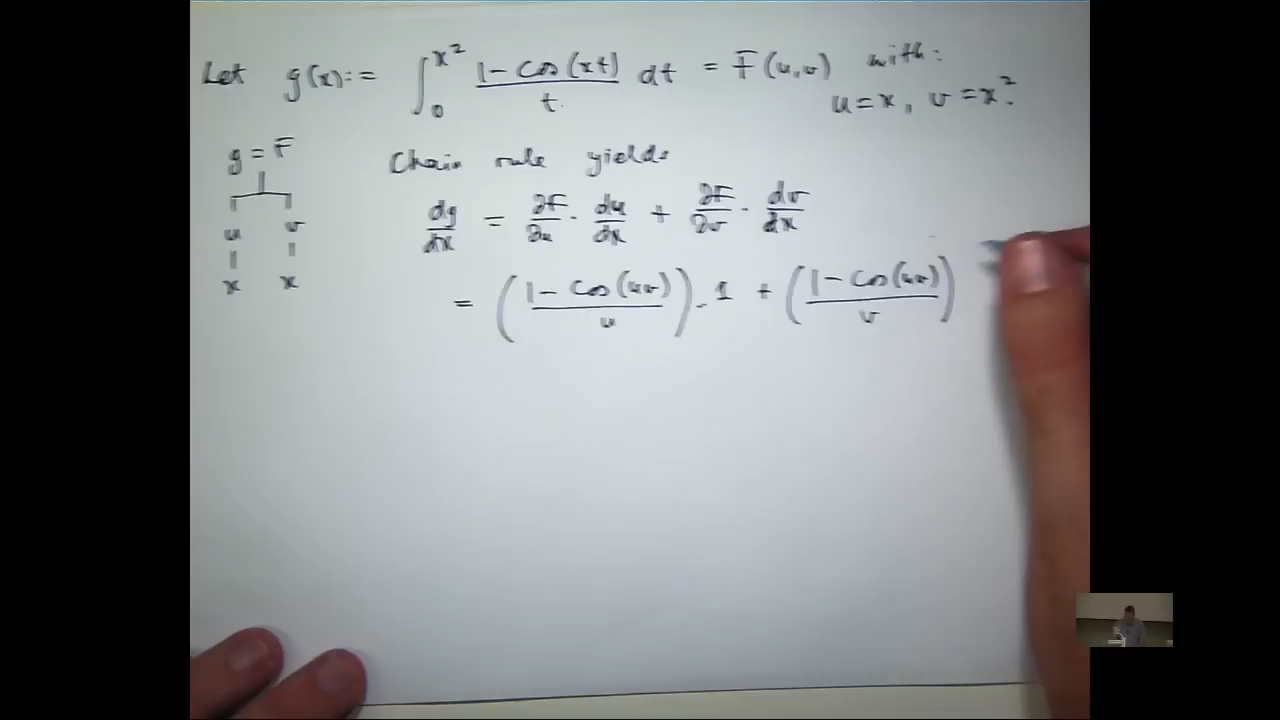 Let g(x) := ∫₀^{x²} (1 - cos(xt))/t dt = F(u,v) with:
u = x, v = x².
g = F
u v
x x
Chain rule yields
dg/dx = ∂F/∂u · du/dx + ∂F/∂v · dv/dx
= ((1 - cos(uv))/u) · 1 + ((1 - cos(uv))/v)